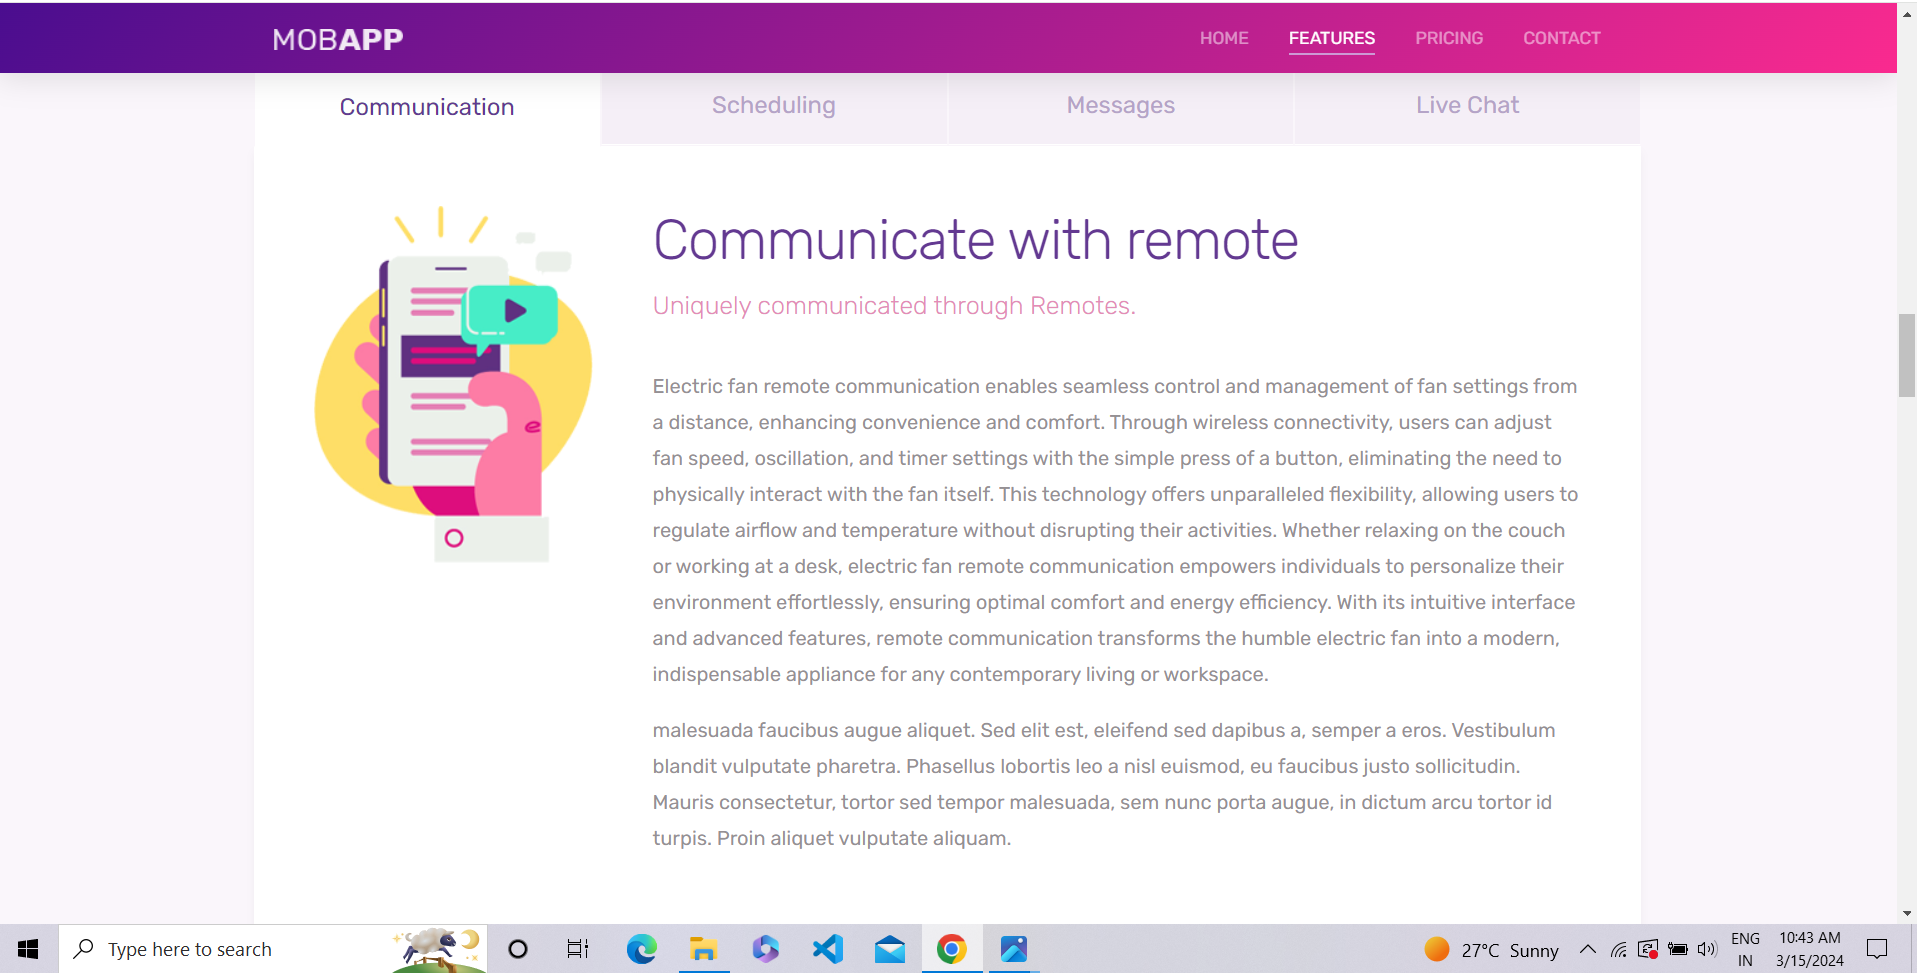 MOBAPP
HOME FEATURES PRICING CONTACT
Communication Scheduling Messages Live Chat
Communicate with remote
Uniquely communicated through Remotes.
Electric fan remote communication enables seamless control and management of fan settings from
a distance, enhancing convenience and comfort. Through wireless connectivity, users can adjust
fan speed, oscillation, and timer settings with the simple press of a button, eliminating the need to
physically interact with the fan itself. This technology offers unparalleled flexibility, allowing users to
regulate airflow and temperature without disrupting their activities. Whether relaxing on the couch
or working at a desk, electric fan remote communication empowers individuals to personalize their
environment effortlessly, ensuring optimal comfort and energy efficiency. With its intuitive interface
and advanced features, remote communication transforms the humble electric fan into a modern,
indispensable appliance for any contemporary living or workspace.
malesuada faucibus augue aliquet. Sed elit est, eleifend sed dapibus a, semper a eros. Vestibulum
blandit vulputate pharetra. Phasellus lobortis leo a nisl euismod, eu faucibus justo sollicitudin.
Mauris consectetur, tortor sed tempor malesuada, sem nunc porta augue, in dictum arcu tortor id
turpis. Proin aliquet vulputate aliquam.
Type here to search
27°C Sunny
ENG
IN
10:43 AM
3/15/2024